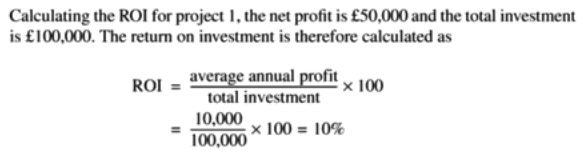 Calculating the ROI for project 1, the net profit is £50,000 and the total investment
is £100,000. The return on investment is therefore calculated as
ROI = average annual profit / total investment × 100
= 10,000 / 100,000 × 100 = 10%